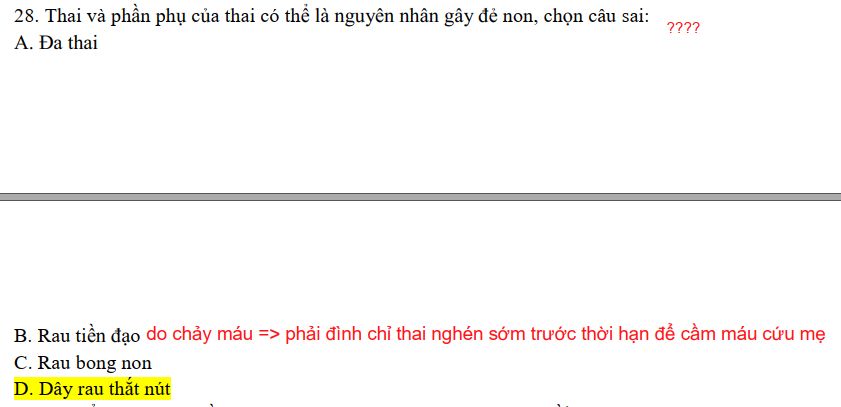 28. Thai và phần phụ của thai có thể là nguyên nhân gây đẻ non, chọn câu sai: ????
A. Đa thai
B. Rau tiền đạo do chảy máu => phải đình chỉ thai nghén sớm trước thời hạn để cầm máu cứu mẹ
C. Rau bong non
D. Dây rau thắt nút